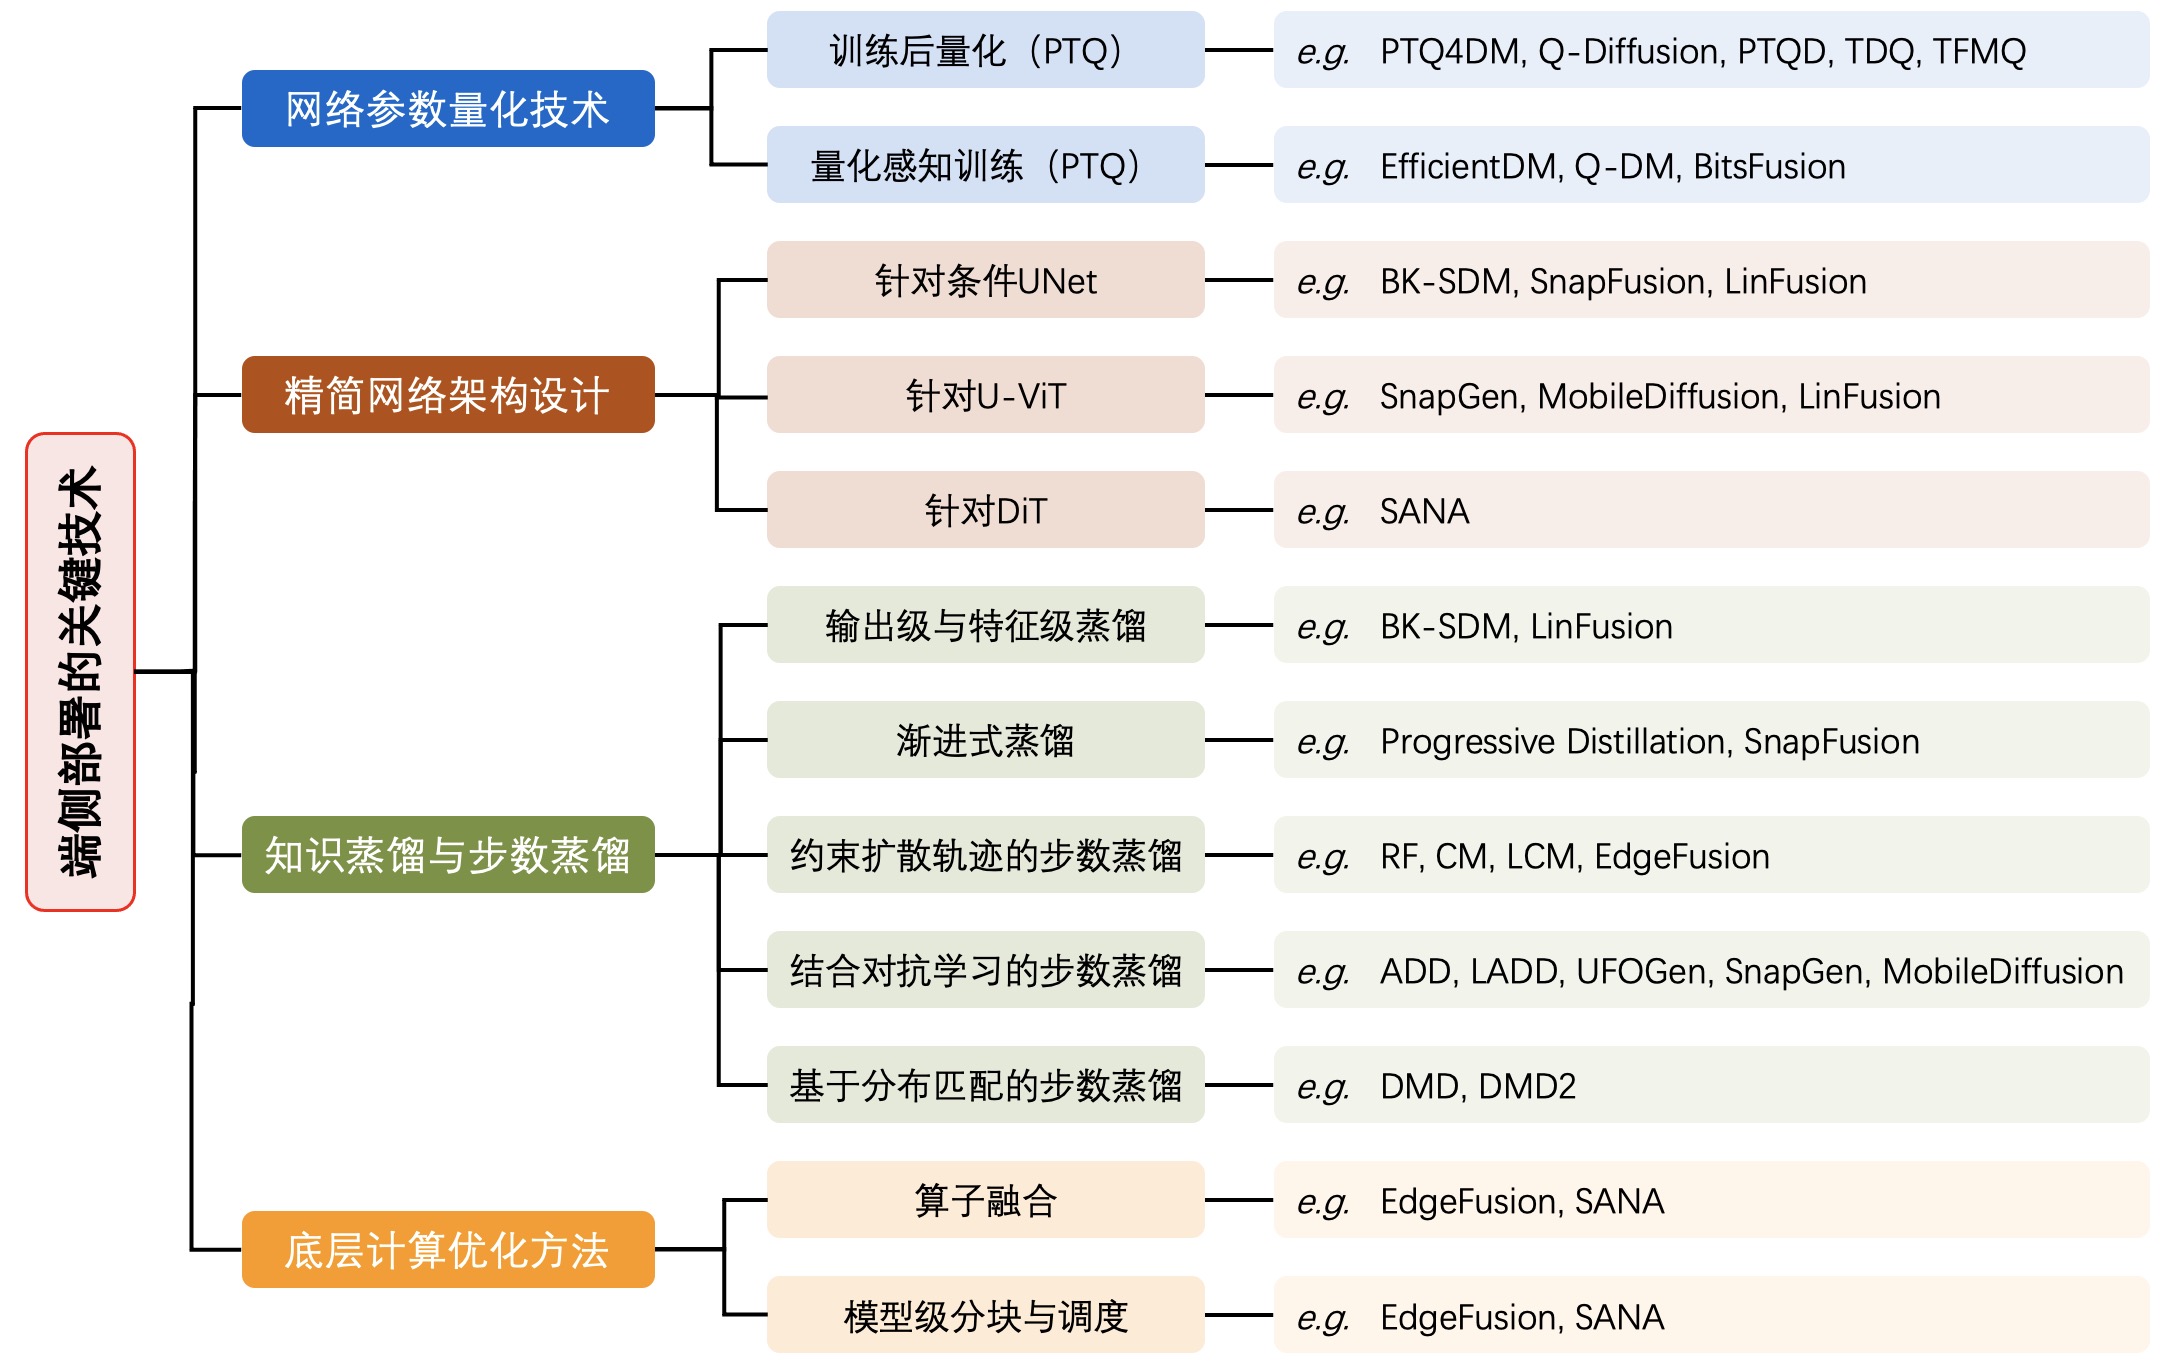 端侧部署的关键技术
网络参数量化技术
训练后量化（PTQ）
e.g. PTQ4DM, Q-Diffusion, PTQD, TDQ, TFMQ
量化感知训练（PTQ）
e.g. EfficientDM, Q-DM, BitsFusion
精简网络架构设计
针对条件UNet
e.g. BK-SDM, SnapFusion, LinFusion
针对U-ViT
e.g. SnapGen, MobileDiffusion, LinFusion
针对DiT
e.g. SANA
知识蒸馏与步数蒸馏
输出级与特征级蒸馏
e.g. BK-SDM, LinFusion
渐进式蒸馏
e.g. Progressive Distillation, SnapFusion
约束扩散轨迹的步数蒸馏
e.g. RF, CM, LCM, EdgeFusion
结合对抗学习的步数蒸馏
e.g. ADD, LADD, UFOGen, SnapGen, MobileDiffusion
基于分布匹配的步数蒸馏
e.g. DMD, DMD2
底层计算优化方法
算子融合
e.g. EdgeFusion, SANA
模型级分块与调度
e.g. EdgeFusion, SANA